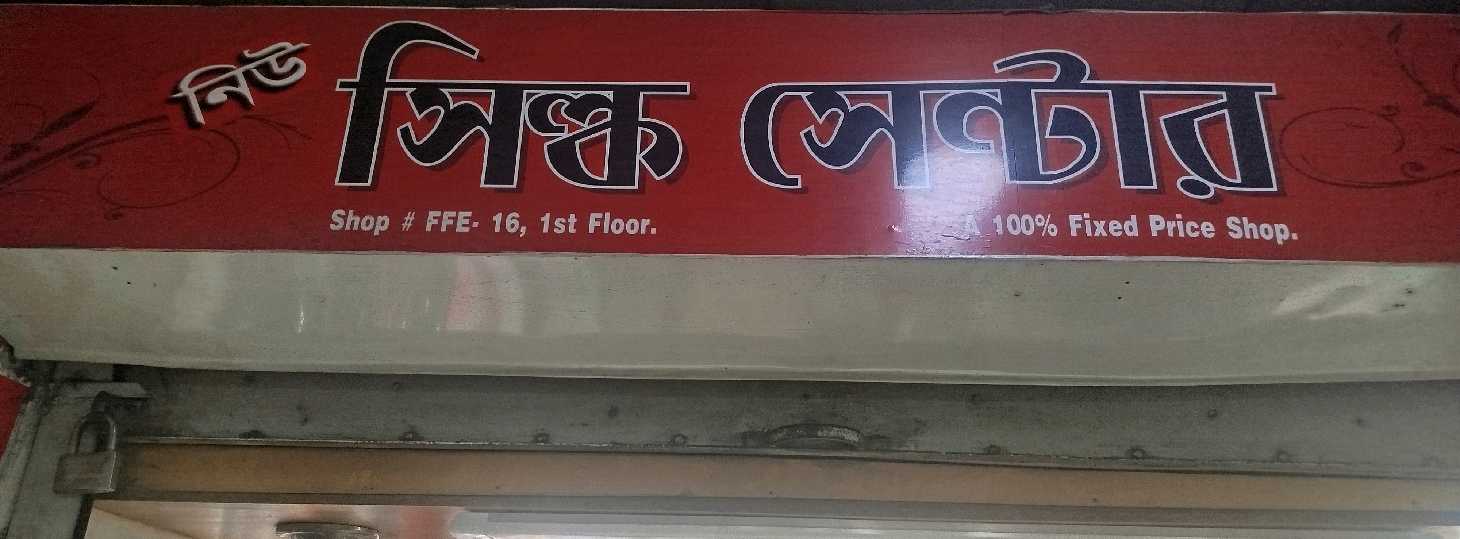 নিউ সিল্ক সেন্টার
Shop # FFE- 16, 1st Floor. A 100% Fixed Price Shop.